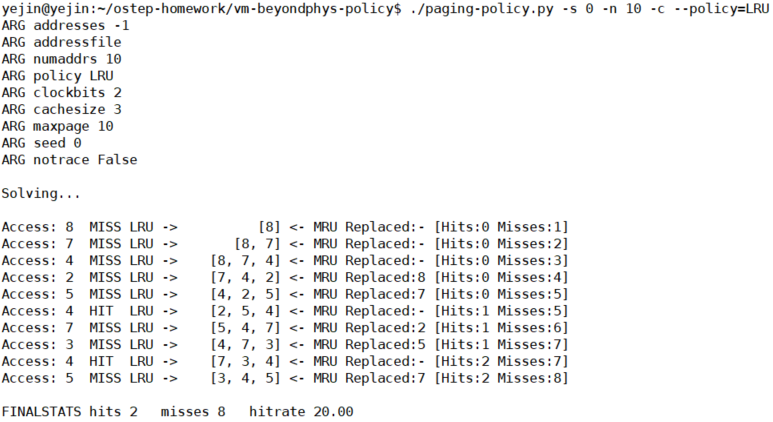 yejin@yejin:~/ostep-homework/vm-beyondphys-policy$ ./paging-policy.py -s 0 -n 10 -c --policy=LRU
ARG addresses -1
ARG addressfile
ARG numaddrs 10
ARG policy LRU
ARG clockbits 2
ARG cachesize 3
ARG maxpage 10
ARG seed 0
ARG notrace False

Solving...

Access: 8  MISS LRU ->          [8] <- MRU Replaced:- [Hits:0 Misses:1]
Access: 7  MISS LRU ->       [8, 7] <- MRU Replaced:- [Hits:0 Misses:2]
Access: 4  MISS LRU ->    [8, 7, 4] <- MRU Replaced:- [Hits:0 Misses:3]
Access: 2  MISS LRU ->    [7, 4, 2] <- MRU Replaced:8 [Hits:0 Misses:4]
Access: 5  MISS LRU ->    [4, 2, 5] <- MRU Replaced:7 [Hits:0 Misses:5]
Access: 4  HIT  LRU ->    [2, 5, 4] <- MRU Replaced:- [Hits:1 Misses:5]
Access: 7  MISS LRU ->    [5, 4, 7] <- MRU Replaced:2 [Hits:1 Misses:6]
Access: 3  MISS LRU ->    [4, 7, 3] <- MRU Replaced:5 [Hits:1 Misses:7]
Access: 4  HIT  LRU ->    [7, 3, 4] <- MRU Replaced:- [Hits:2 Misses:7]
Access: 5  MISS LRU ->    [3, 4, 5] <- MRU Replaced:7 [Hits:2 Misses:8]

FINALSTATS hits 2   misses 8   hitrate 20.00